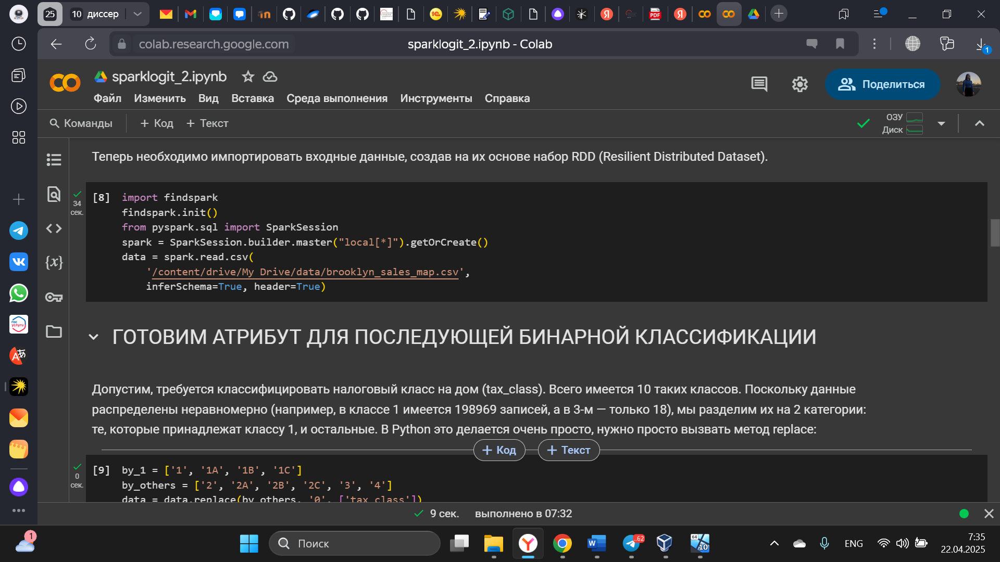 25
10 диссер
colab.research.google.com
sparklogit_2.ipynb - Colab
1
sparklogit_2.ipynb
Файл Изменить Вид Вставка Среда выполнения Инструменты Справка
Поделиться
Команды + Код + Текст
ОЗУ
Диск
Теперь необходимо импортировать входные данные, создав на их основе набор RDD (Resilient Distributed Dataset).
34
сек.
[8] import findspark
findspark.init()
from pyspark.sql import SparkSession
spark = SparkSession.builder.master("local[*]").getOrCreate()
data = spark.read.csv(
'/content/drive/My Drive/data/brooklyn_sales_map.csv',
inferSchema=True, header=True)
ГОТОВИМ АТРИБУТ ДЛЯ ПОСЛЕДУЮЩЕЙ БИНАРНОЙ КЛАССИФИКАЦИИ
Допустим, требуется классифицировать налоговый класс на дом (tax_class). Всего имеется 10 таких классов. Поскольку данные
распределены неравномерно (например, в классе 1 имеется 198969 записей, а в 3-м — только 18), мы разделим их на 2 категории:
те, которые принадлежат классу 1, и остальные. В Python это делается очень просто, нужно просто вызвать метод replace:
+ Код + Текст
0
сек.
[9] by_1 = ['1', '1A', '1B', '1C']
by_others = ['2', '2A', '2B', '2C', '3', '4']
data = data.replace(by_others, '0', ['tax_class'])
9 сек. выполнено в 07:32
1
Поиск
ENG
7:35
22.04.2025